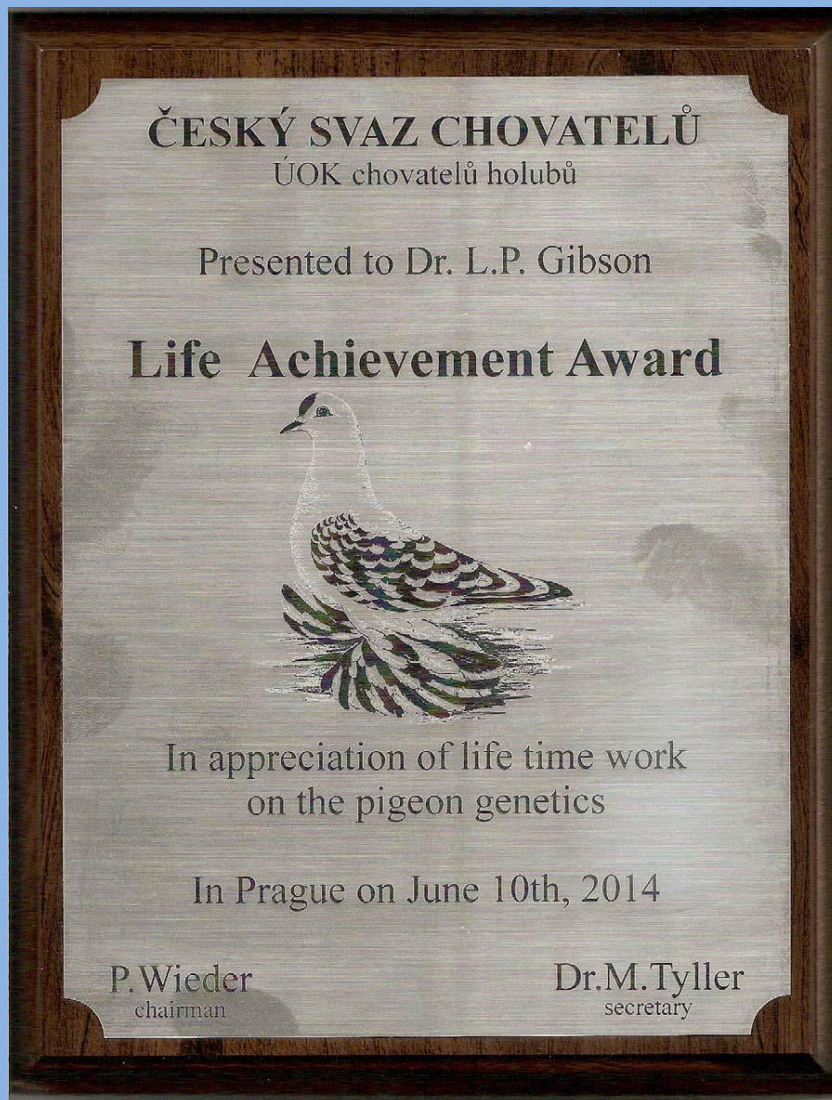 ČESKÝ SVAZ CHOVATELŮ
ÚOK chovatelů holubů
Presented to Dr. L.P. Gibson
Life Achievement Award
In appreciation of life time work
on the pigeon genetics
In Prague on June 10th, 2014
P.Wieder
chairman
Dr.M.Tyller
secretary